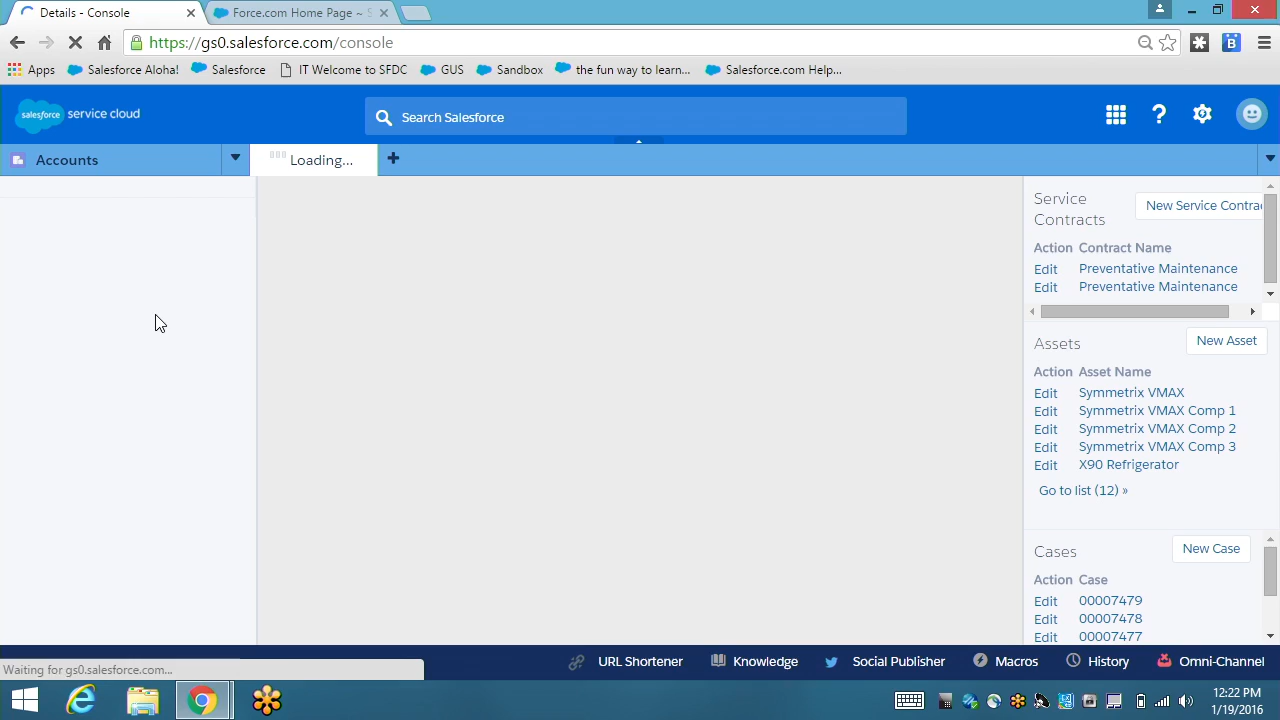 Details - Console
Force.com Home Page ~ S
https://gs0.salesforce.com/console
Apps Salesforce Aloha! Salesforce IT Welcome to SFDC GUS Sandbox the fun way to learn... Salesforce.com Help...
salesforce service cloud
Search Salesforce
Accounts
Loading...
Service Contracts
New Service Contrac
Action Contract Name
Edit Preventative Maintenance
Edit Preventative Maintenance
Assets
New Asset
Action Asset Name
Edit Symmetrix VMAX
Edit Symmetrix VMAX Comp 1
Edit Symmetrix VMAX Comp 2
Edit Symmetrix VMAX Comp 3
Edit X90 Refrigerator
Go to list (12) »
Cases
New Case
Action Case
Edit 00007479
Edit 00007478
Edit 00007477
Waiting for gs0.salesforce.com...
URL Shortener Knowledge Social Publisher Macros History Omni-Channel
12:22 PM
1/19/2016